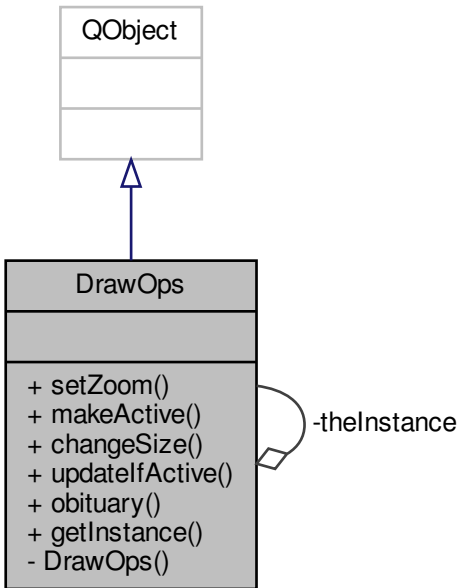 QObject
DrawOps
+ setZoom()
+ makeActive()
+ changeSize()
+ updateIfActive()
+ obituary()
+ getInstance()
- DrawOps()
-theInstance